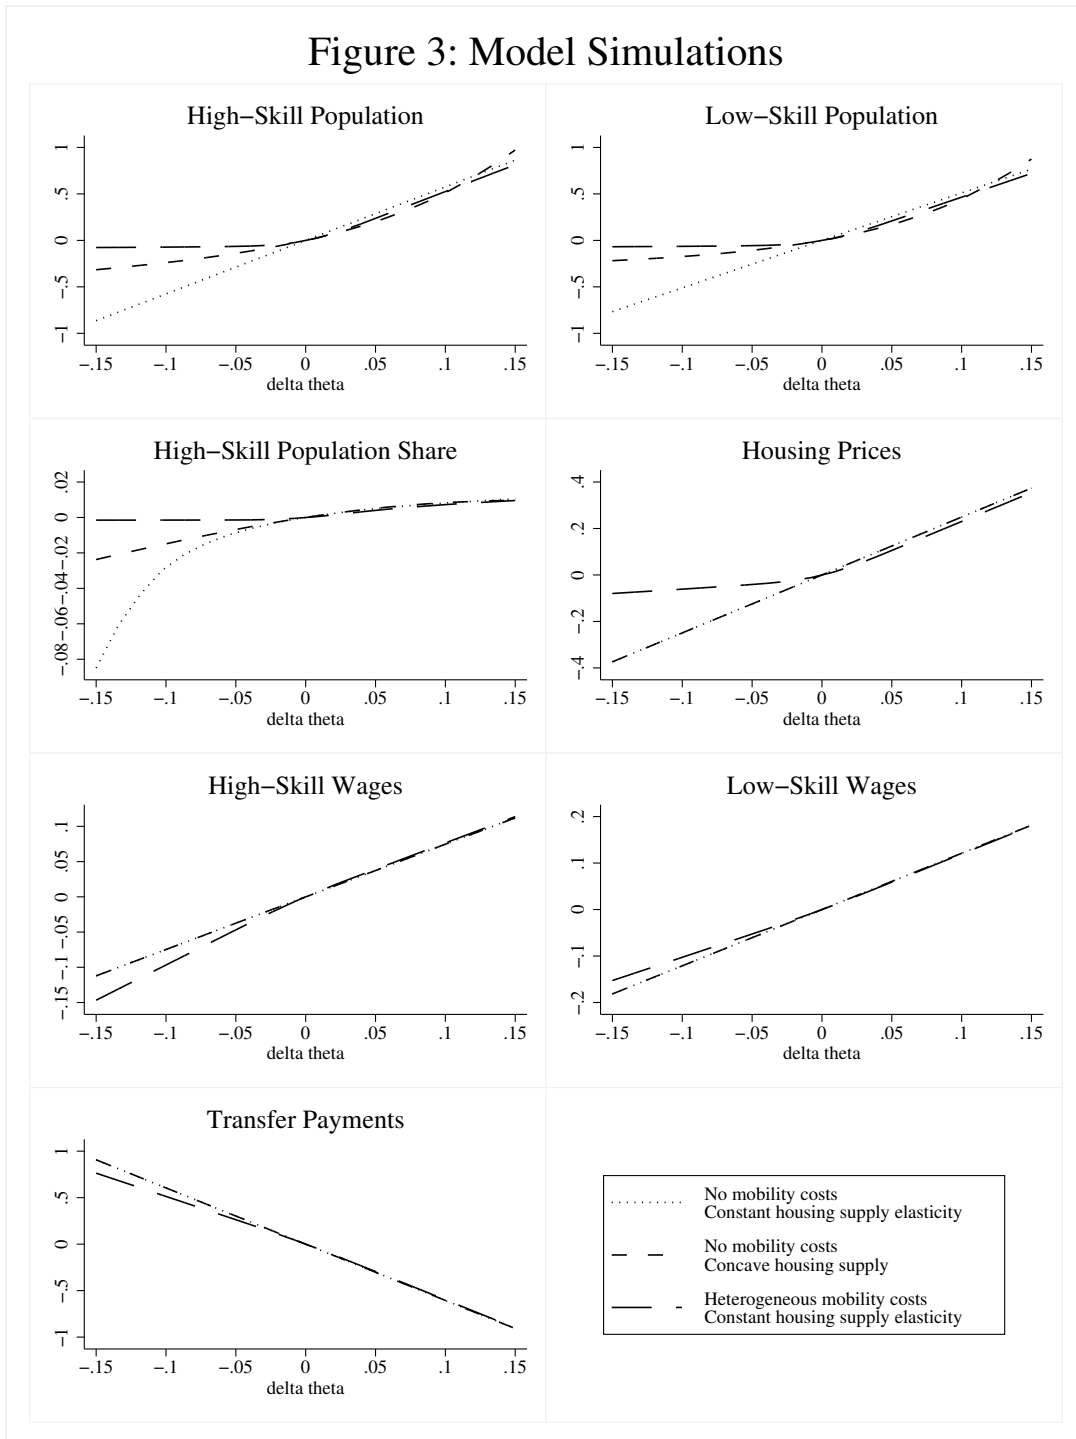 Figure 3: Model Simulations
High−Skill Population
1
.5
0
−.5
−1
−.15 −.1 −.05 0 .05 .1 .15
delta theta
Low−Skill Population
1
.5
0
−.5
−1
−.15 −.1 −.05 0 .05 .1 .15
delta theta
High−Skill Population Share
.02
0
−.02
−.04
−.06
−.08
−.15 −.1 −.05 0 .05 .1 .15
delta theta
Housing Prices
.4
.2
0
−.2
−.4
−.15 −.1 −.05 0 .05 .1 .15
delta theta
High−Skill Wages
.1
.05
0
−.05
−.1
−.15
−.15 −.1 −.05 0 .05 .1 .15
delta theta
Low−Skill Wages
.2
.1
0
−.1
−.2
−.15 −.1 −.05 0 .05 .1 .15
delta theta
Transfer Payments
1
.5
0
−.5
−1
−.15 −.1 −.05 0 .05 .1 .15
delta theta
No mobility costs
Constant housing supply elasticity
No mobility costs
Concave housing supply
Heterogeneous mobility costs
Constant housing supply elasticity